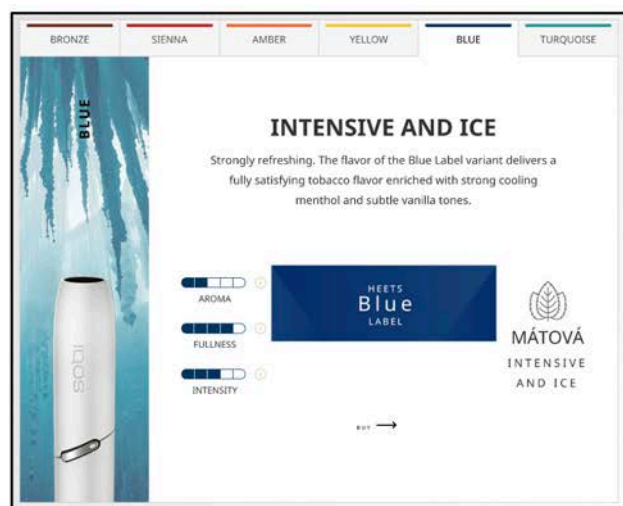 BRONZE
SIENNA
AMBER
YELLOW
BLUE
TURQUOISE
BLUE
INTENSIVE AND ICE
Strongly refreshing. The flavor of the Blue Label variant delivers a
fully satisfying tobacco flavor enriched with strong cooling
menthol and subtle vanilla tones.
AROMA
FULLNESS
INTENSITY
HEETS
Blue
LABEL
MÁTOVÁ
INTENSIVE
AND ICE
iqos
BUY